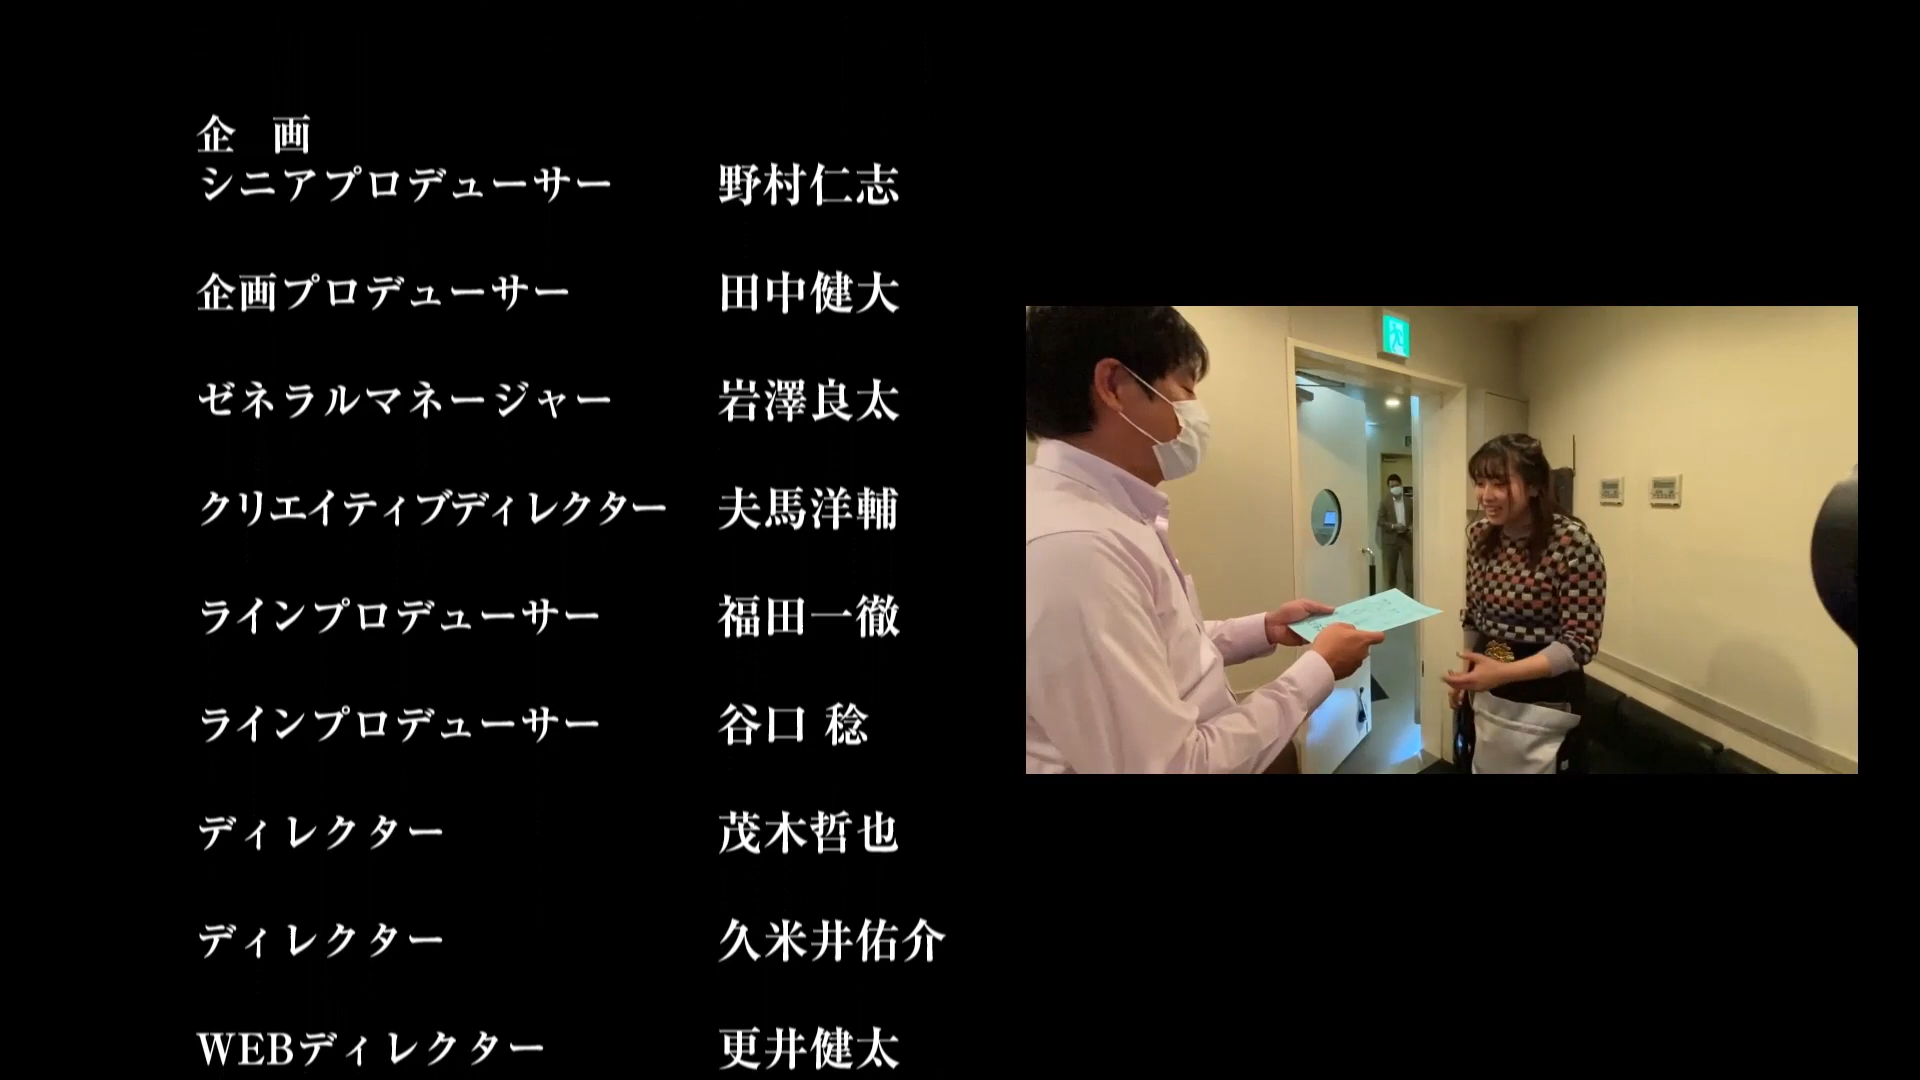 企　画
シニアプロデューサー　野村仁志
企画プロデューサー　田中健大
ゼネラルマネージャー　岩澤良太
クリエイティブディレクター　夫馬洋輔
ラインプロデューサー　福田一徹
ラインプロデューサー　谷口 稔
ディレクター　茂木哲也
ディレクター　久米井佑介
WEBディレクター　更井健太